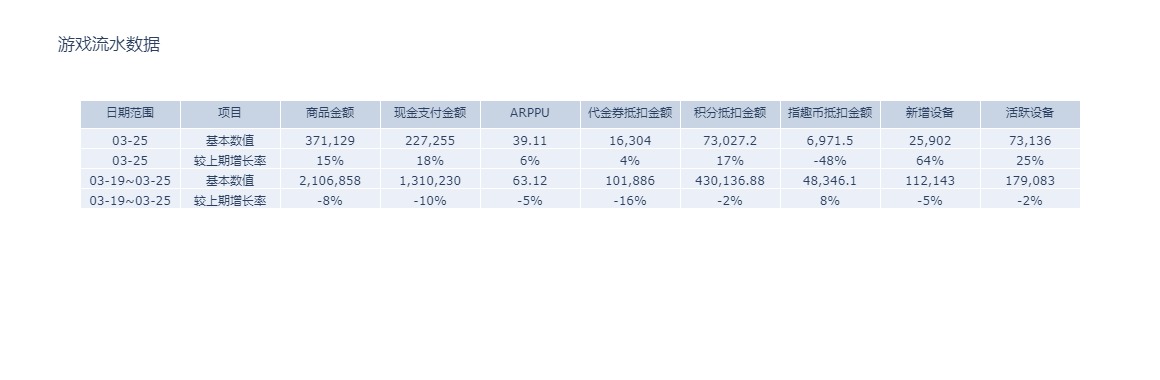 游戏流水数据
日期范围 项目 商品金额 现金支付金额 ARPPU 代金券抵扣金额 积分抵扣金额 指趣币抵扣金额 新增设备 活跃设备
03-25 基本数值 371,129 227,255 39.11 16,304 73,027.2 6,971.5 25,902 73,136
03-25 较上期增长率 15% 18% 6% 4% 17% -48% 64% 25%
03-19~03-25 基本数值 2,106,858 1,310,230 63.12 101,886 430,136.88 48,346.1 112,143 179,083
03-19~03-25 较上期增长率 -8% -10% -5% -16% -2% 8% -5% -2%